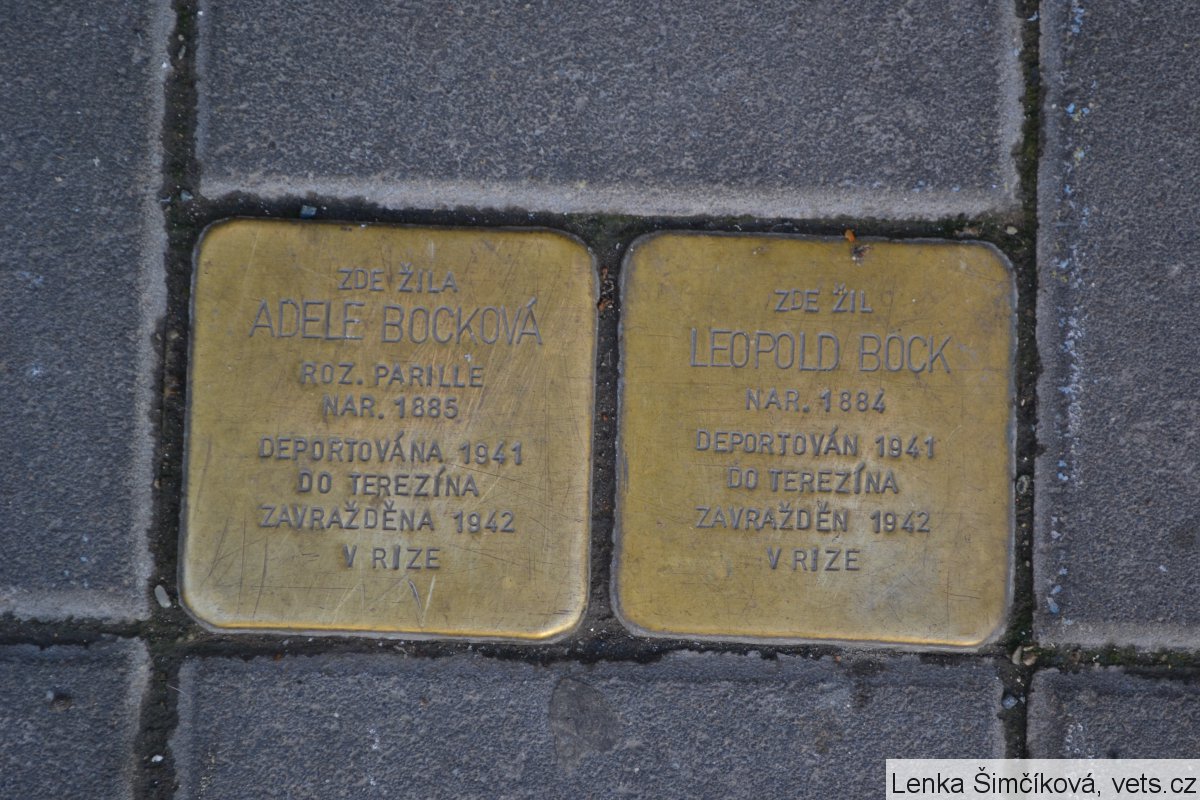 ZDE ŽILA
ADELE BOCKOVÁ
ROZ. PARILLE
NAR. 1885
DEPORTOVÁNA 1941
DO TEREZÍNA
ZAVRAŽDĚNA 1942
V RIZE
ZDE ŽIL
LEOPOLD BOCK
NAR. 1884
DEPORTOVÁN 1941
DO TEREZÍNA
ZAVRAŽDĚN 1942
V RIZE
Lenka Šimčíková, vets.cz